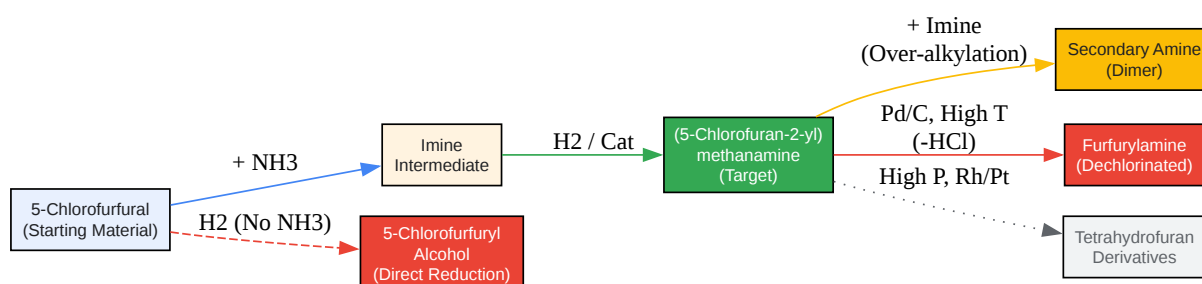 5-Chlorofurfural
(Starting Material)
+ NH3
H2 (No NH3)
Imine
Intermediate
5-Chlorofurfuryl
Alcohol
(Direct Reduction)
H2 / Cat
(5-Chlorofuran-2-yl)
methanamine
(Target)
+ Imine
(Over-alkylation)
Pd/C, High T
(-HCl)
High P, Rh/Pt
Secondary Amine
(Dimer)
Furfurylamine
(Dechlorinated)
Tetrahydrofuran
Derivatives